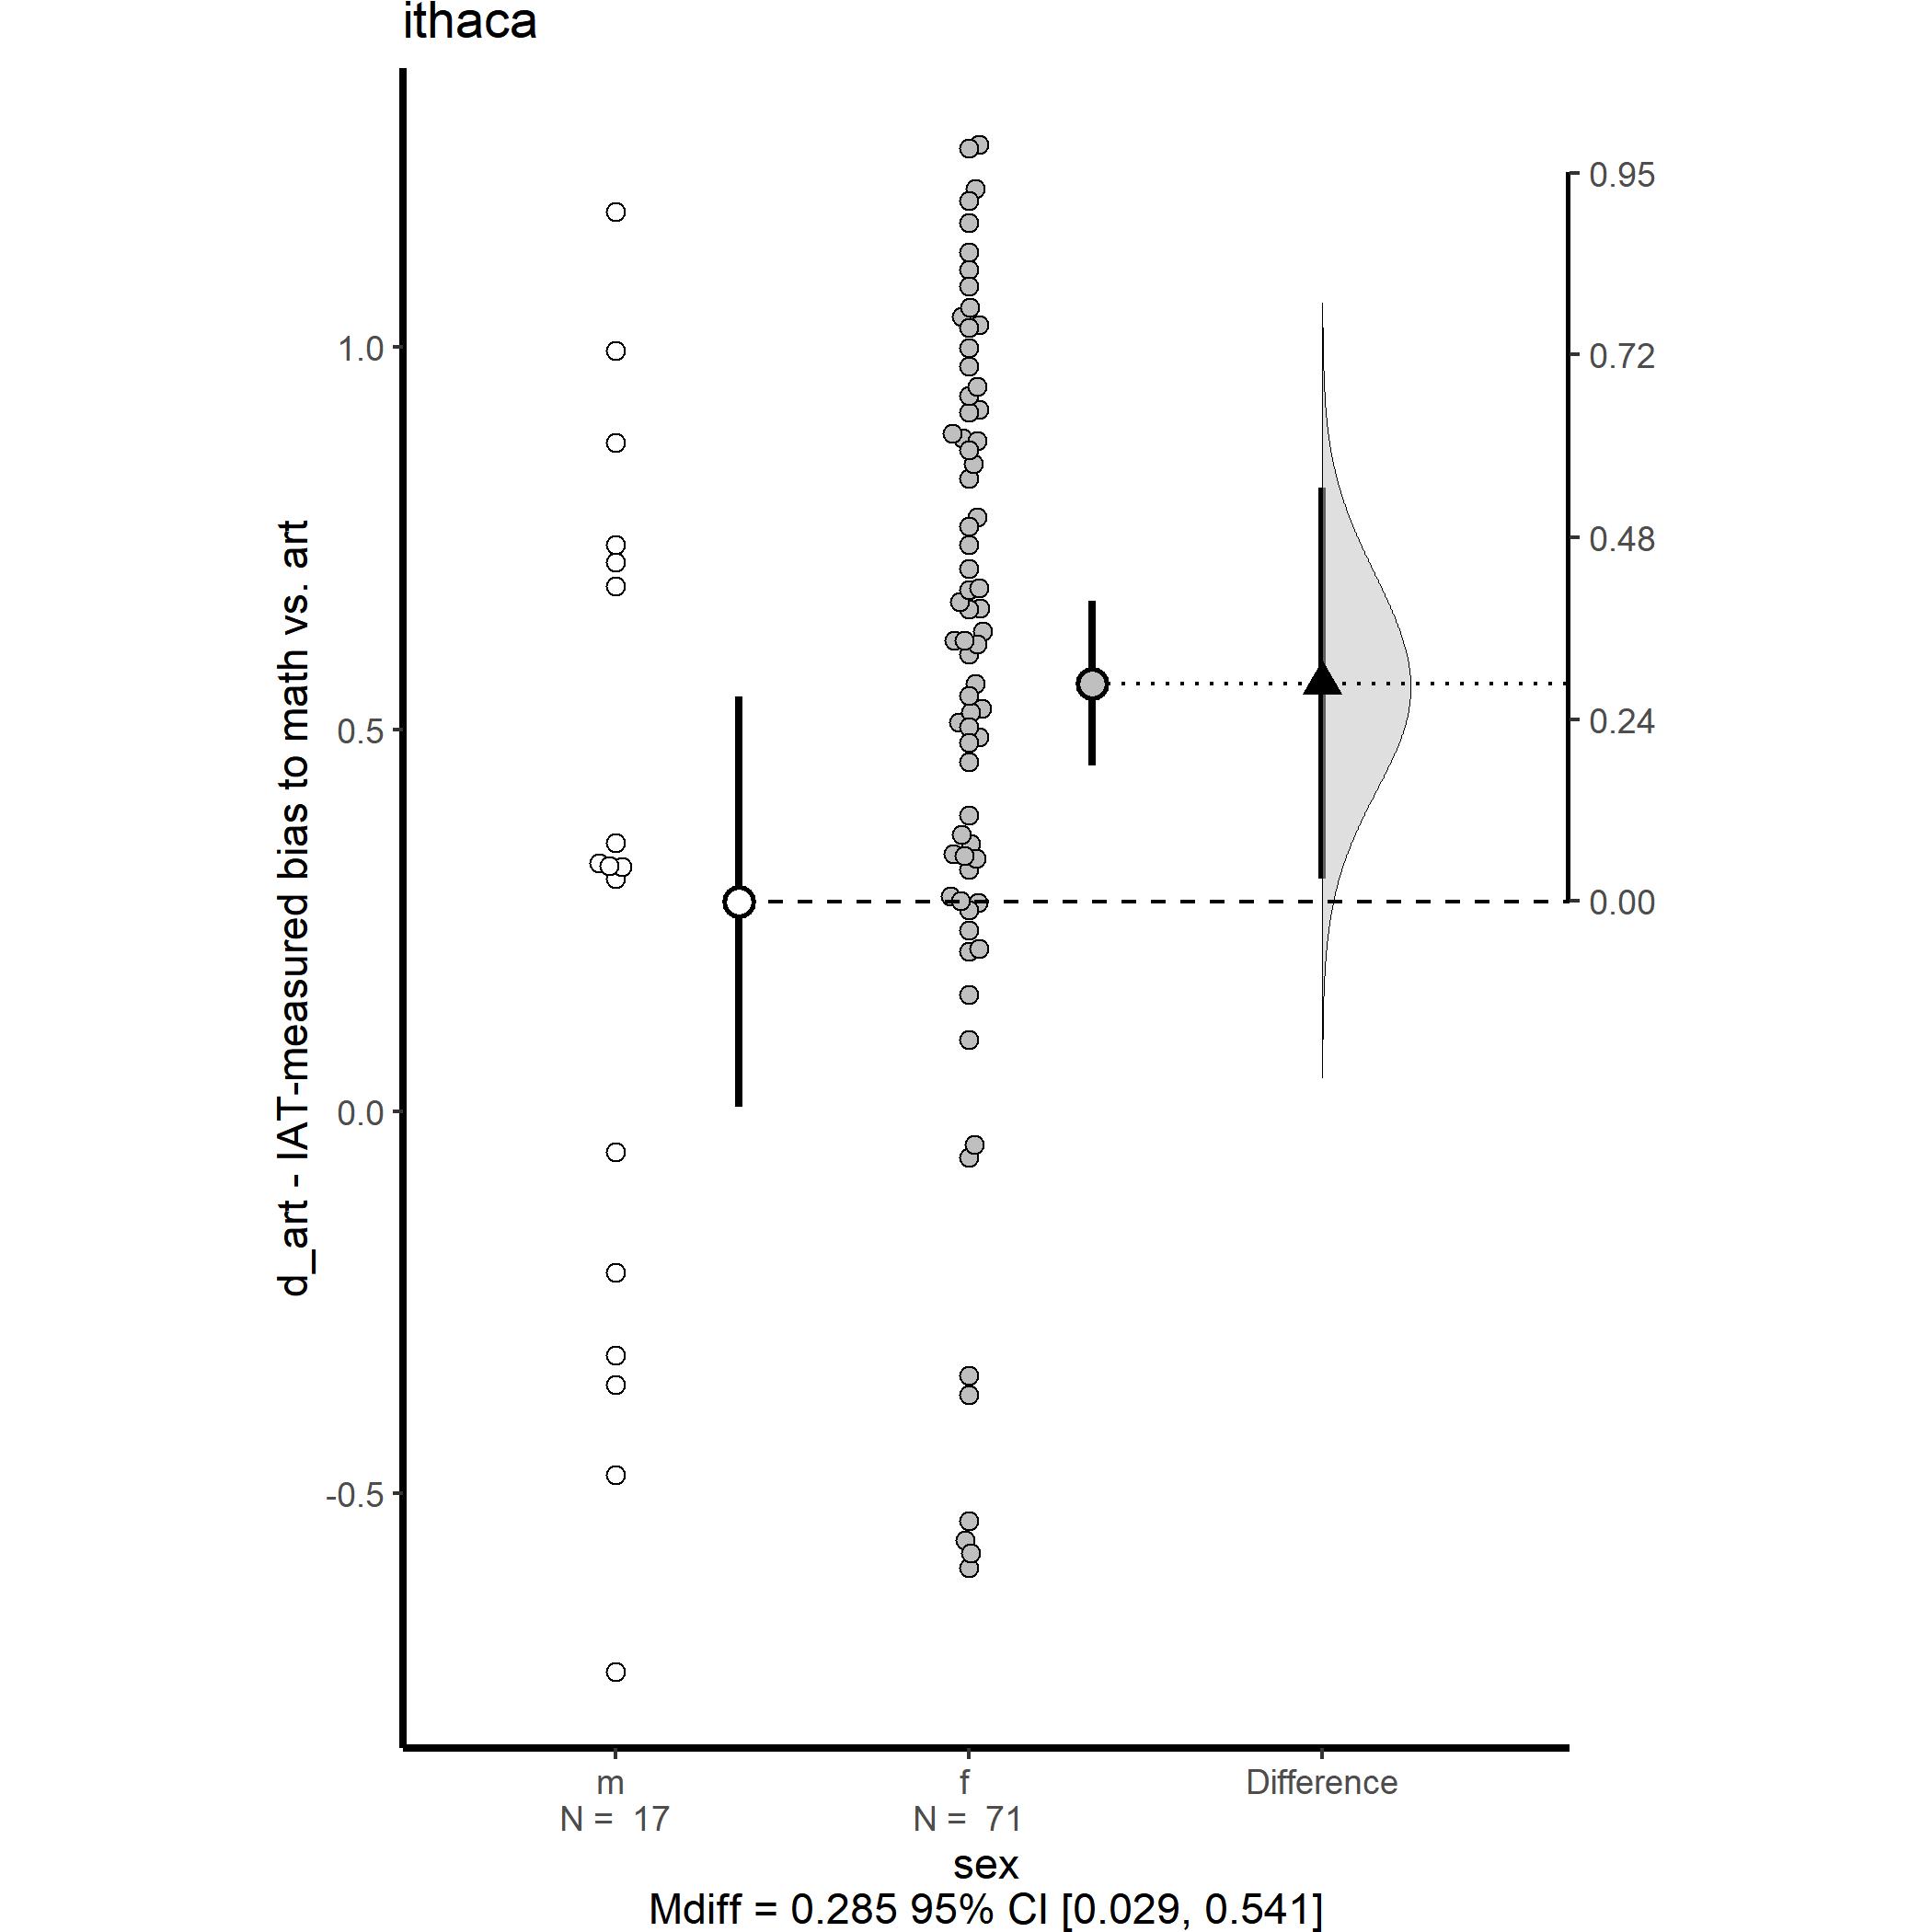 ithaca
d_art - IAT-measured bias to math vs. art
1.0
0.5
0.0
-0.5
0.95
0.72
0.48
0.24
0.00
m
N = 17
f
N = 71
Difference
sex
Mdiff = 0.285 95% CI [0.029, 0.541]